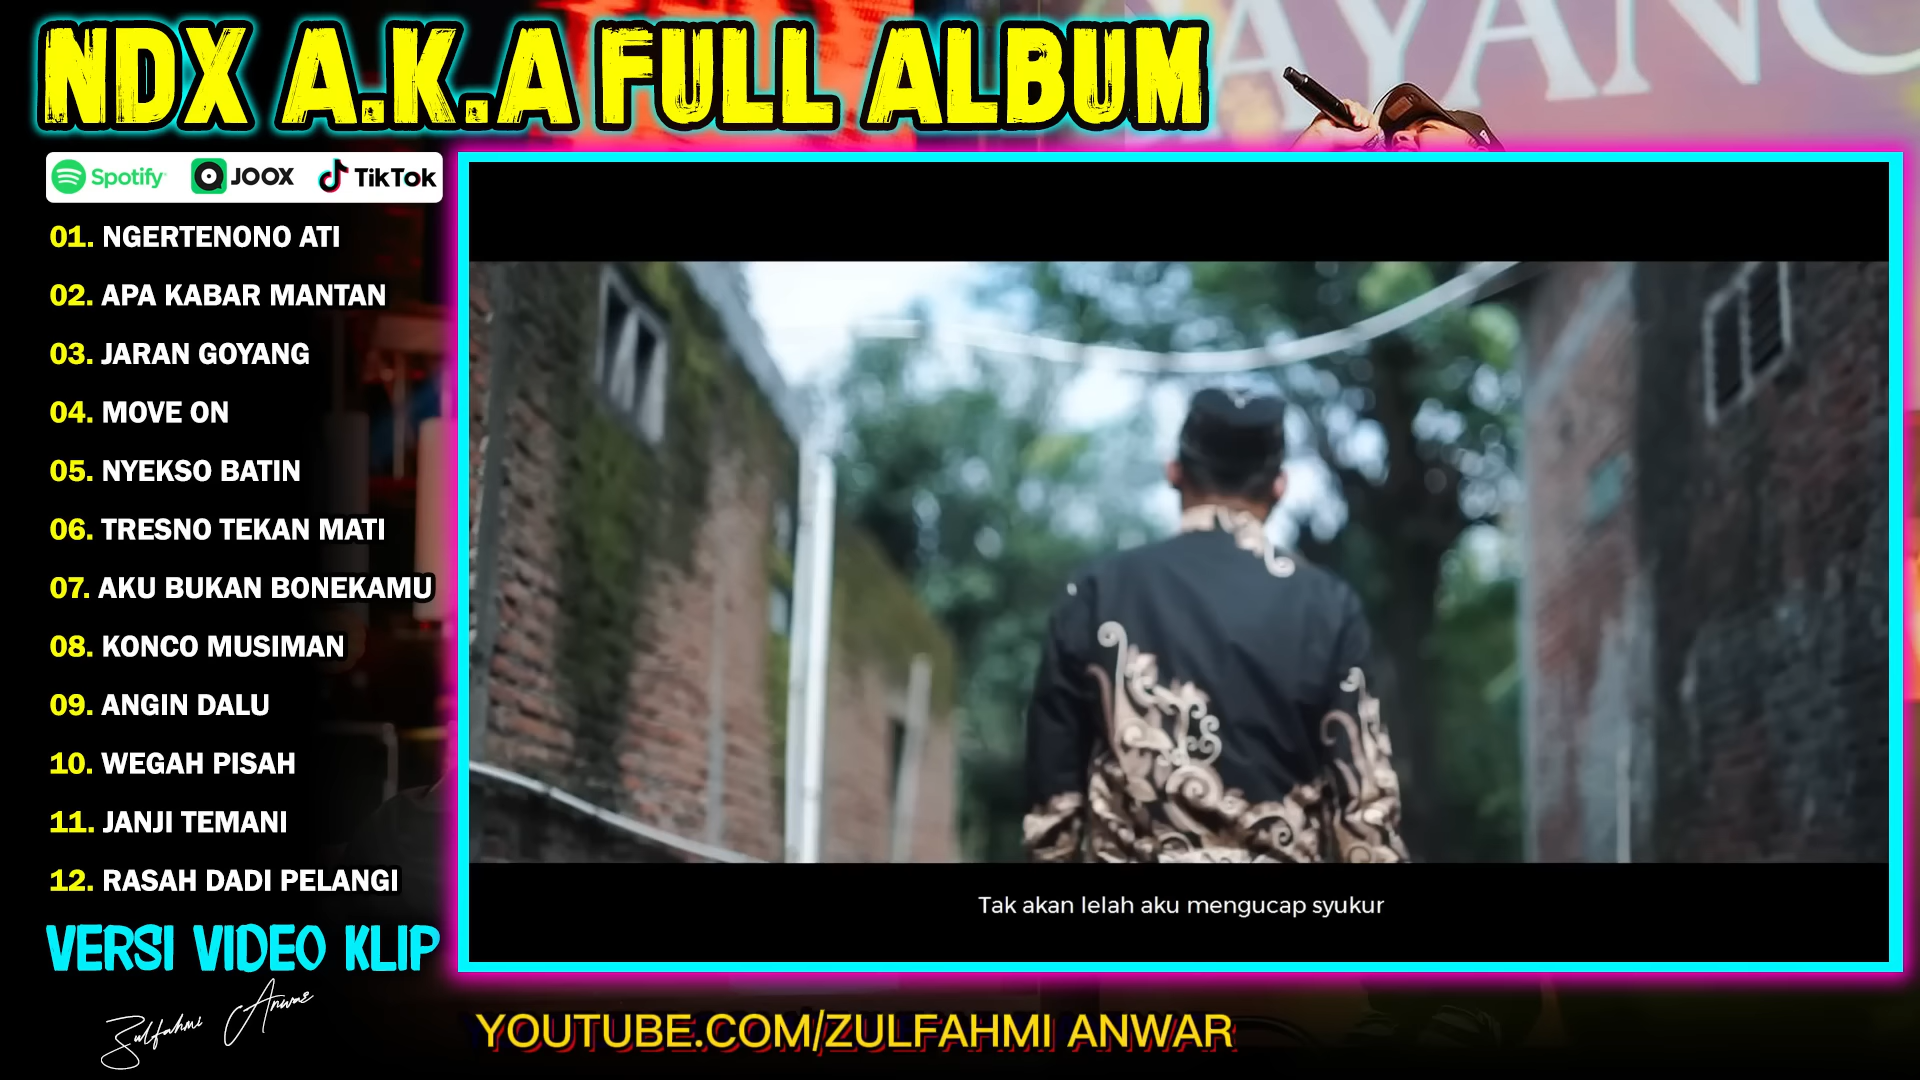 NDX A.K.A FULL ALBUM
AYANG
Spotify JOOX TikTok
01. NGERTENONO ATI
02. APA KABAR MANTAN
03. JARAN GOYANG
04. MOVE ON
05. NYEKSO BATIN
06. TRESNO TEKAN MATI
07. AKU BUKAN BONEKAMU
08. KONCO MUSIMAN
09. ANGIN DALU
10. WEGAH PISAH
11. JANJI TEMANI
12. RASAH DADI PELANGI
Tak akan lelah aku mengucap syukur
VERSI VIDEO KLIP
Zulfahmi Anwar
YOUTUBE.COM/ZULFAHMI ANWAR